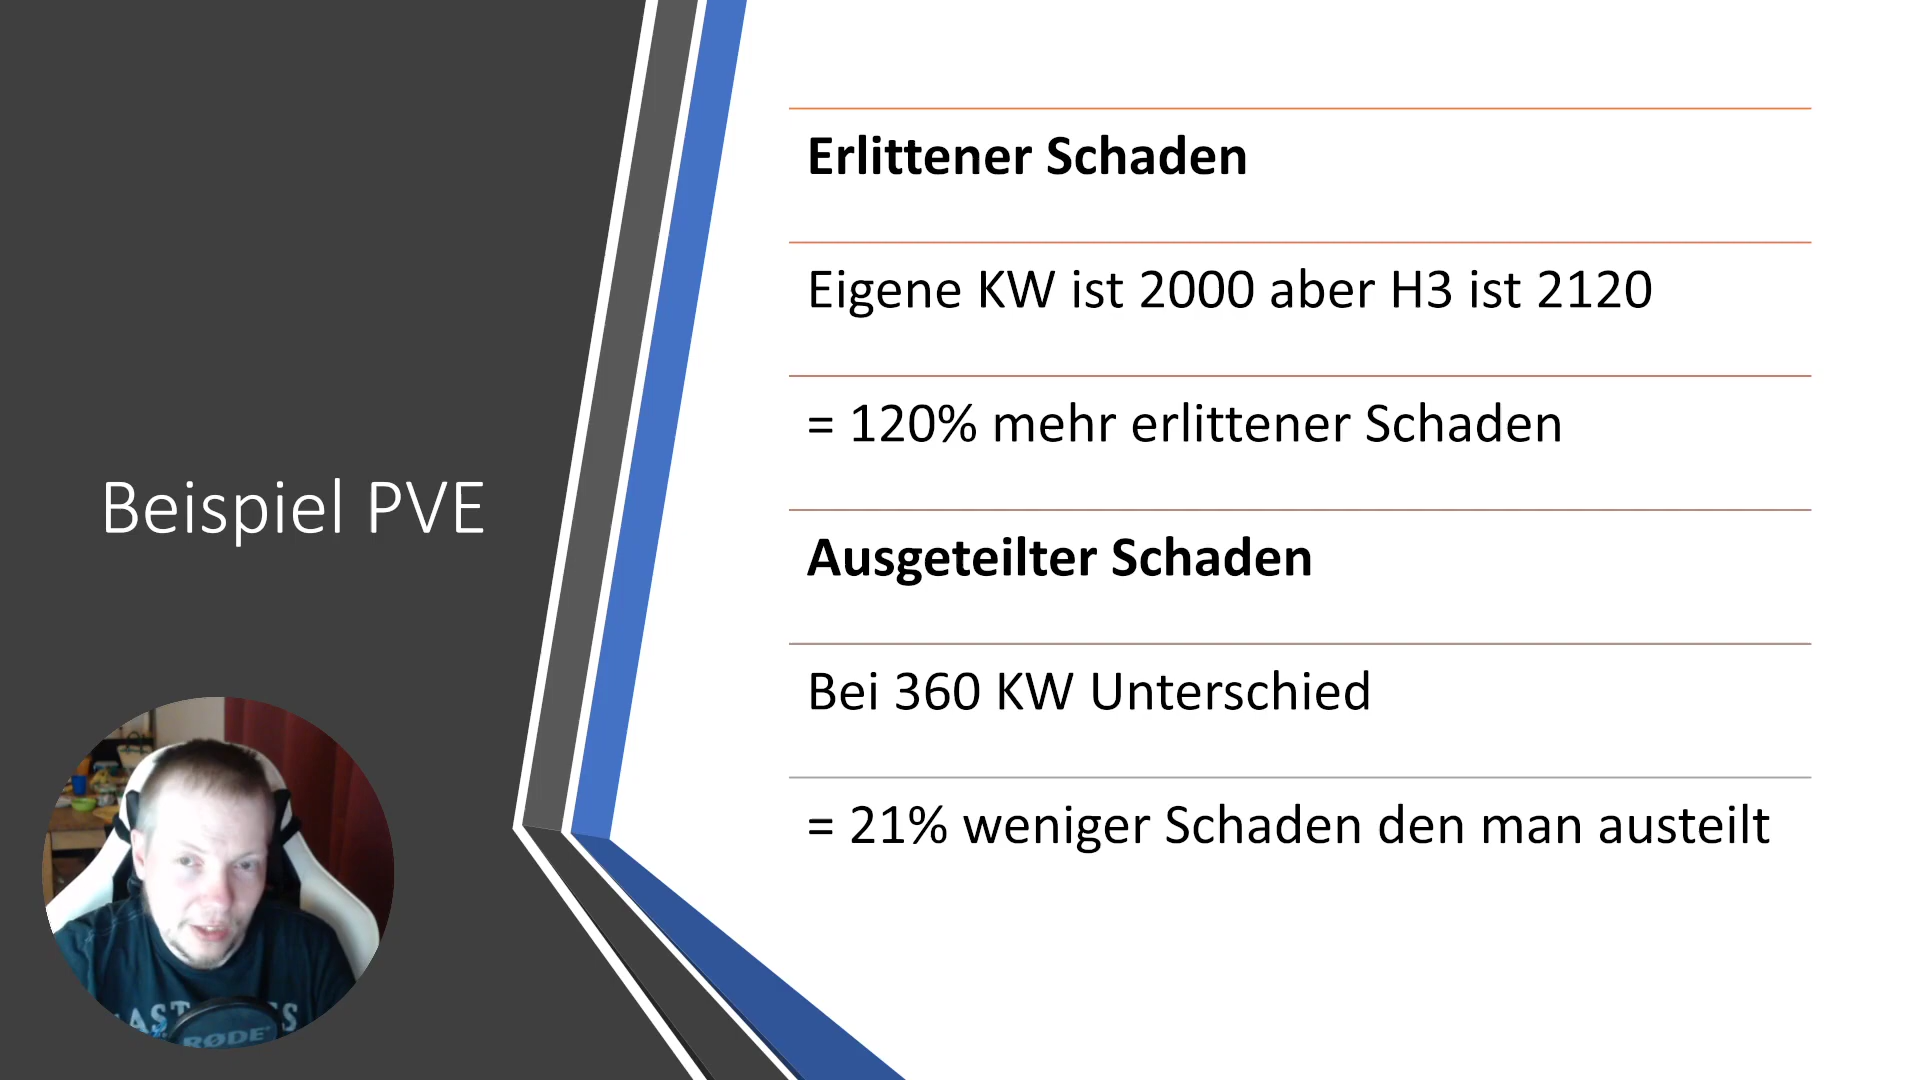 Beispiel PVE
Erlittener Schaden
Eigene KW ist 2000 aber H3 ist 2120
= 120% mehr erlittener Schaden
Ausgeteilter Schaden
Bei 360 KW Unterschied
= 21% weniger Schaden den man austeilt
RØDE